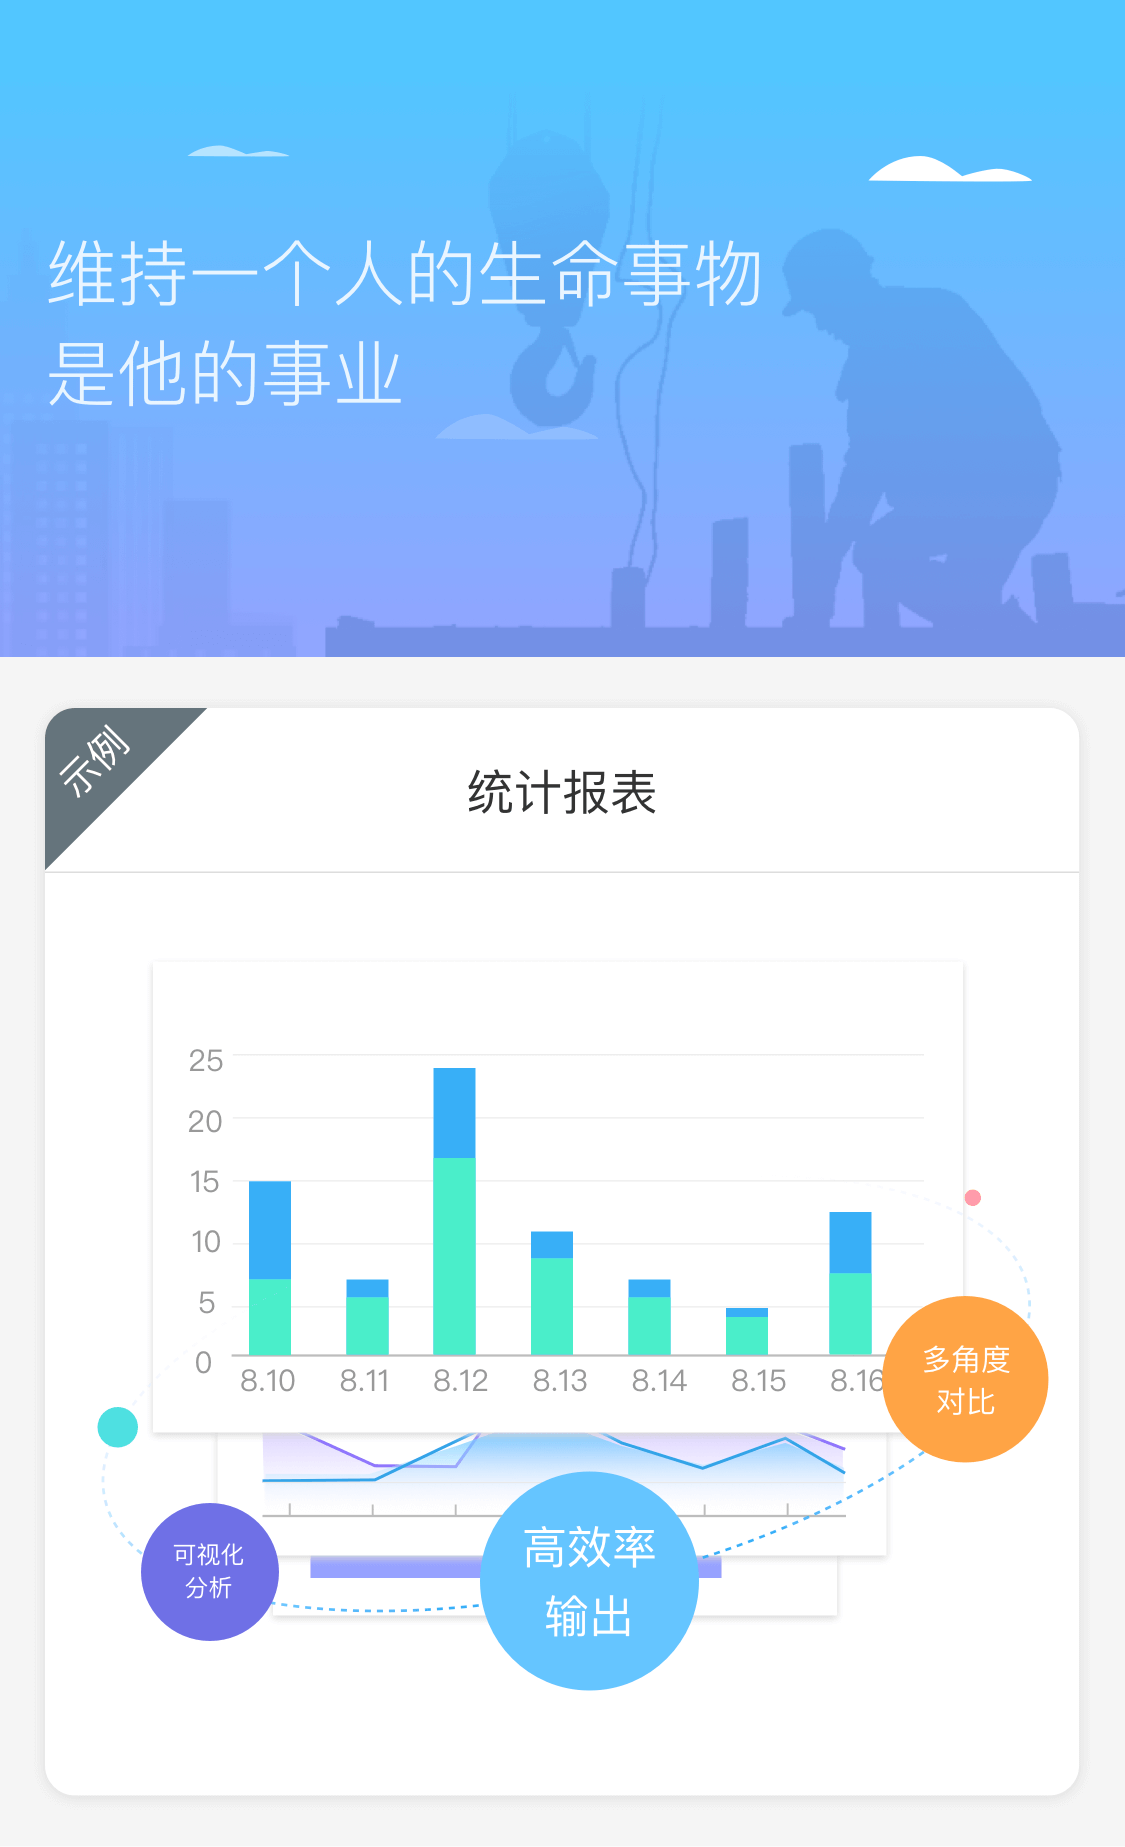 维持一个人的生命事物
是他的事业
示例
统计报表
25
20
15
10
5
0
8.10 8.11 8.12 8.13 8.14 8.15 8.16
多角度
对比
可视化
分析
高效率
输出